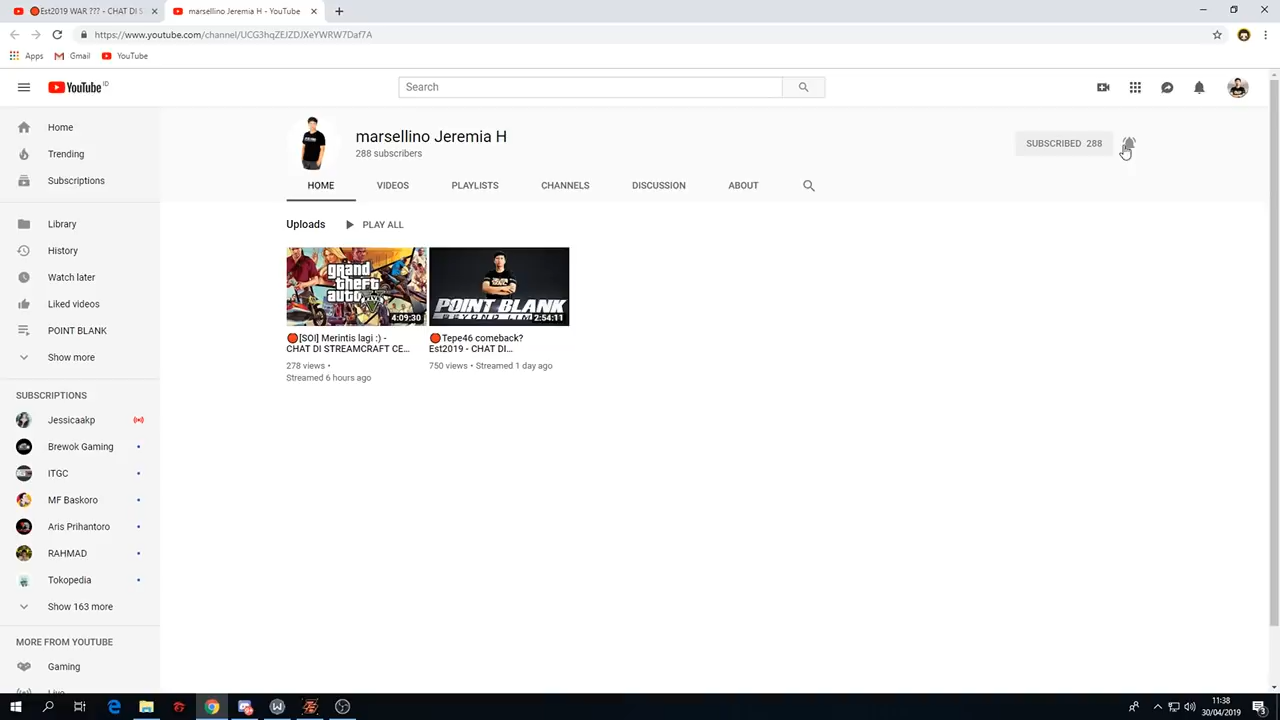 🔴Est2019 WAR ??? - CHAT DI S
marsellino Jeremia H - YouTube
https://www.youtube.com/channel/UCG3hqZEJZDJXeYWRW7Daf7A
Apps
Gmail
YouTube
YouTube ID
Search
Home
Trending
Subscriptions
Library
History
Watch later
Liked videos
POINT BLANK
Show more
SUBSCRIPTIONS
Jessicaakp
Brewok Gaming
ITGC
MF Baskoro
Aris Prihantoro
RAHMAD
Tokopedia
Show 163 more
MORE FROM YOUTUBE
Gaming
Live
marsellino Jeremia H
288 subscribers
SUBSCRIBED 288
HOME
VIDEOS
PLAYLISTS
CHANNELS
DISCUSSION
ABOUT
Uploads
PLAY ALL
grand
theft
auto
V
4:09:30
🔴[SOI] Merintis lagi :) -
CHAT DI STREAMCRAFT CE...
278 views •
Streamed 6 hours ago
POINT BLANK
BEYOND LIMITS
2:54:11
🔴Tepe46 comeback?
Est2019 - CHAT DI...
750 views • Streamed 1 day ago
11:38
30/04/2019
3